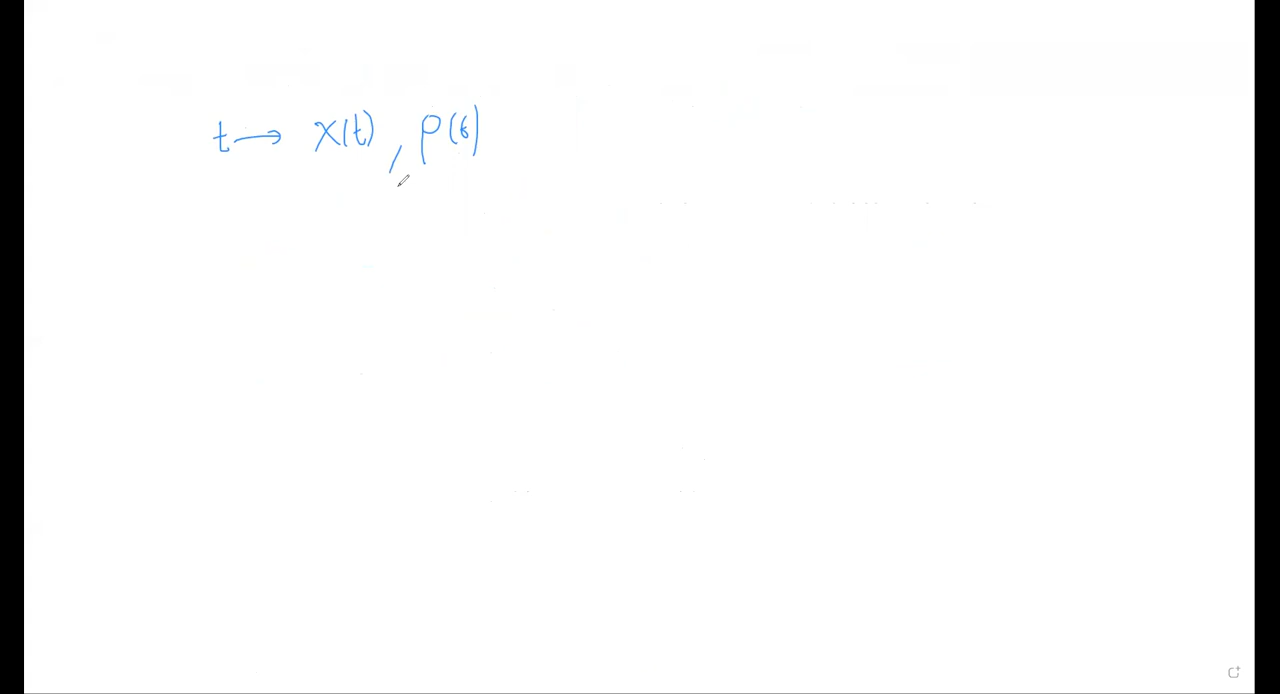 t → x(t), p(t)